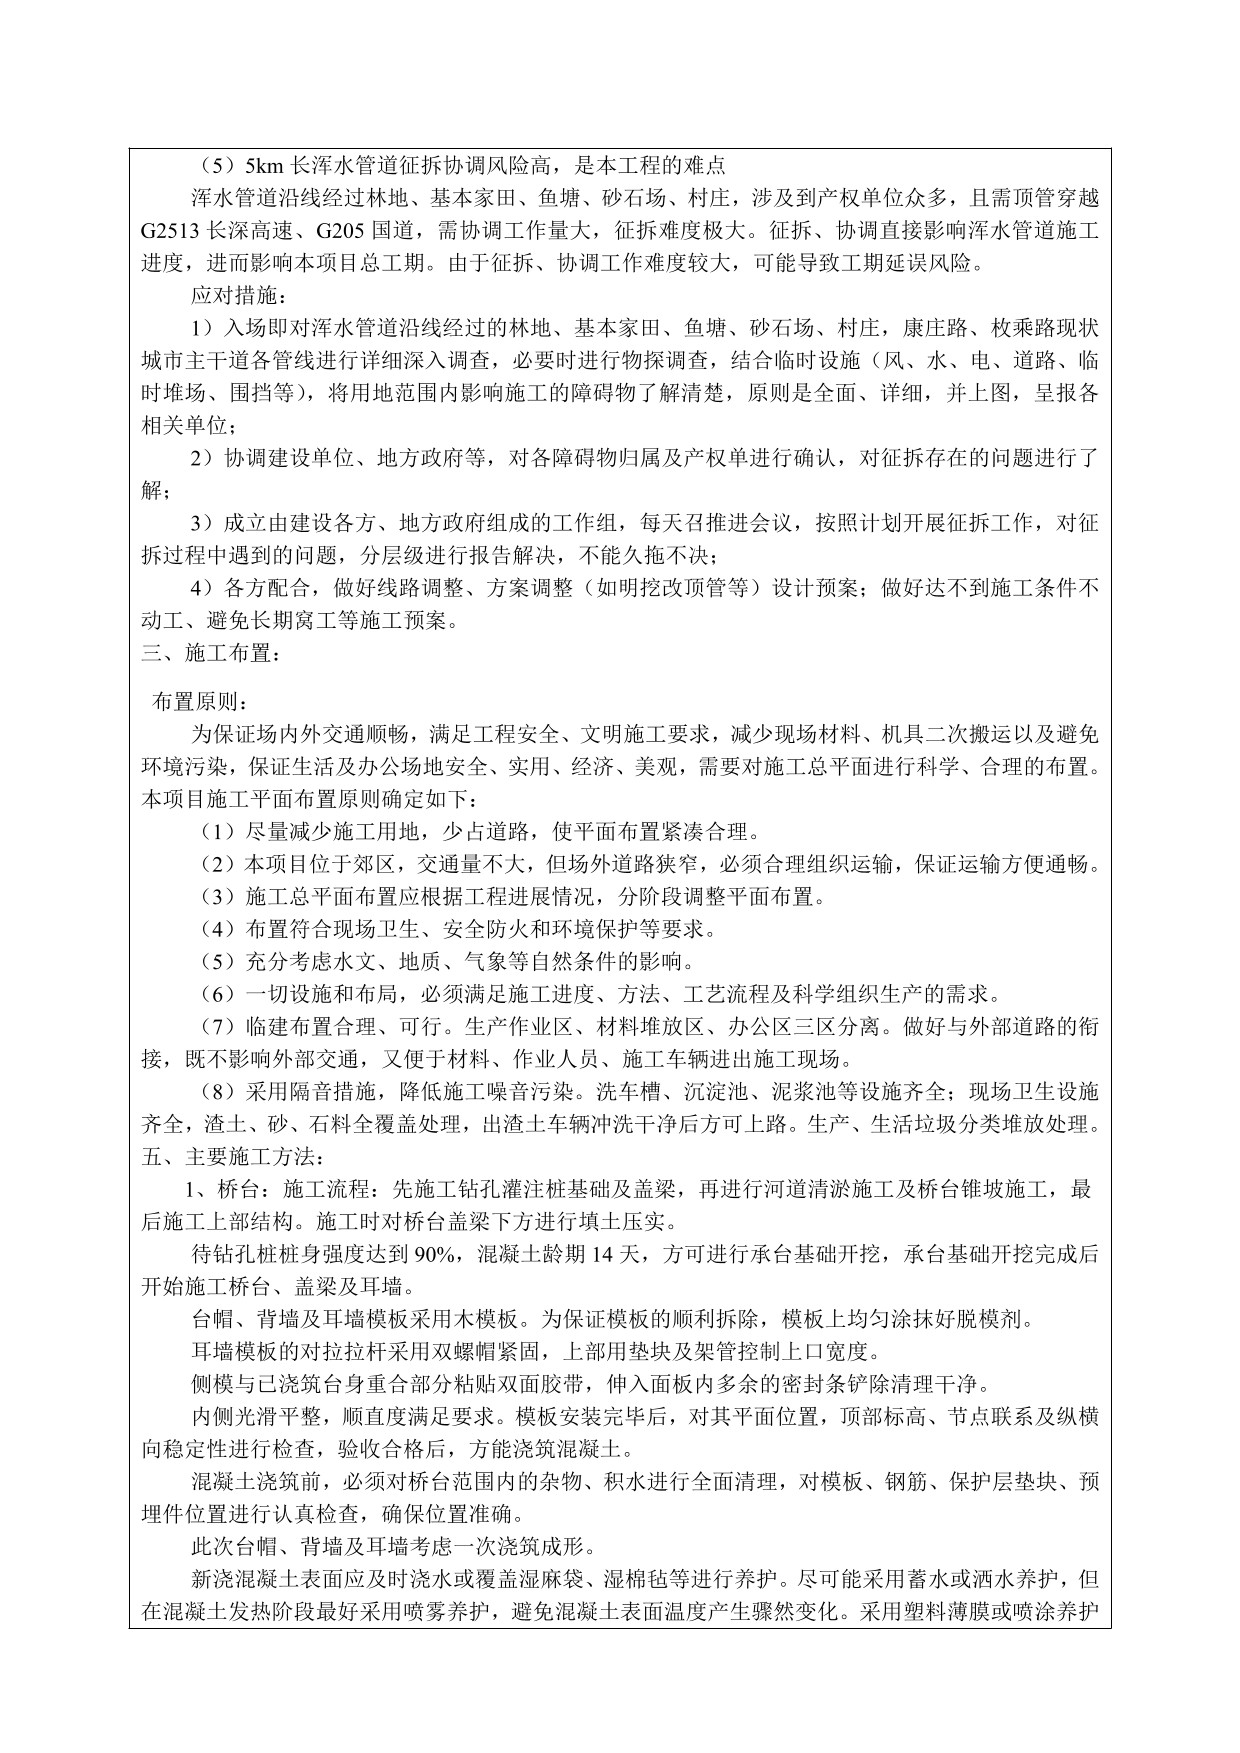 （5）5km 长浑水管道征拆协调风险高，是本工程的难点
浑水管道沿线经过林地、基本家田、鱼塘、砂石场、村庄，涉及到产权单位众多，且需顶管穿越
G2513 长深高速、G205 国道，需协调工作量大，征拆难度极大。征拆、协调直接影响浑水管道施工
进度，进而影响本项目总工期。由于征拆、协调工作难度较大，可能导致工期延误风险。
应对措施：
1）入场即对浑水管道沿线经过的林地、基本家田、鱼塘、砂石场、村庄，康庄路、枚乘路现状
城市主干道各管线进行详细深入调查，必要时进行物探调查，结合临时设施（风、水、电、道路、临
时堆场、围挡等），将用地范围内影响施工的障碍物了解清楚，原则是全面、详细，并上图，呈报各
相关单位；
2）协调建设单位、地方政府等，对各障碍物归属及产权单进行确认，对征拆存在的问题进行了
解；
3）成立由建设各方、地方政府组成的工作组，每天召推进会议，按照计划开展征拆工作，对征
拆过程中遇到的问题，分层级进行报告解决，不能久拖不决；
4）各方配合，做好线路调整、方案调整（如明挖改顶管等）设计预案；做好达不到施工条件不
动工、避免长期窝工等施工预案。
三、施工布置：
布置原则：
为保证场内外交通顺畅，满足工程安全、文明施工要求，减少现场材料、机具二次搬运以及避免
环境污染，保证生活及办公场地安全、实用、经济、美观，需要对施工总平面进行科学、合理的布置。
本项目施工平面布置原则确定如下：
（1）尽量减少施工用地，少占道路，使平面布置紧凑合理。
（2）本项目位于郊区，交通量不大，但场外道路狭窄，必须合理组织运输，保证运输方便通畅。
（3）施工总平面布置应根据工程进展情况，分阶段调整平面布置。
（4）布置符合现场卫生、安全防火和环境保护等要求。
（5）充分考虑水文、地质、气象等自然条件的影响。
（6）一切设施和布局，必须满足施工进度、方法、工艺流程及科学组织生产的需求。
（7）临建布置合理、可行。生产作业区、材料堆放区、办公区三区分离。做好与外部道路的衔
接，既不影响外部交通，又便于材料、作业人员、施工车辆进出施工现场。
（8）采用隔音措施，降低施工噪音污染。洗车槽、沉淀池、泥浆池等设施齐全；现场卫生设施
齐全，渣土、砂、石料全覆盖处理，出渣土车辆冲洗干净后方可上路。生产、生活垃圾分类堆放处理。
五、主要施工方法：
1、桥台：施工流程：先施工钻孔灌注桩基础及盖梁，再进行河道清淤施工及桥台锥坡施工，最
后施工上部结构。施工时对桥台盖梁下方进行填土压实。
待钻孔桩桩身强度达到 90%，混凝土龄期 14 天，方可进行承台基础开挖，承台基础开挖完成后
开始施工桥台、盖梁及耳墙。
台帽、背墙及耳墙模板采用木模板。为保证模板的顺利拆除，模板上均匀涂抹好脱模剂。
耳墙模板的对拉拉杆采用双螺帽紧固，上部用垫块及架管控制上口宽度。
侧模与已浇筑台身重合部分粘贴双面胶带，伸入面板内多余的密封条铲除清理干净。
内侧光滑平整，顺直度满足要求。模板安装完毕后，对其平面位置，顶部标高、节点联系及纵横
向稳定性进行检查，验收合格后，方能浇筑混凝土。
混凝土浇筑前，必须对桥台范围内的杂物、积水进行全面清理，对模板、钢筋、保护层垫块、预
埋件位置进行认真检查，确保位置准确。
此次台帽、背墙及耳墙考虑一次浇筑成形。
新浇混凝土表面应及时浇水或覆盖湿麻袋、湿棉毡等进行养护。尽可能采用蓄水或洒水养护，但
在混凝土发热阶段最好采用喷雾养护，避免混凝土表面温度产生骤然变化。采用塑料薄膜或喷涂养护